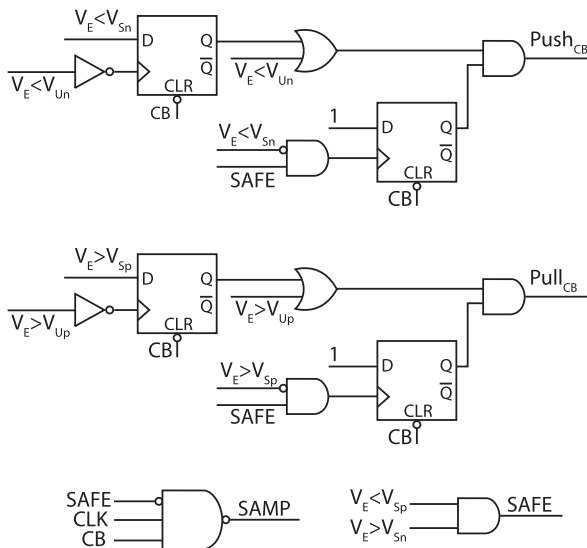 V_E<V_Sn
D Q
Q
V_E<V_Un
CLR
CB
V_E<V_Un
Push_CB
1
D Q
Q
V_E<V_Sn
SAFE
CLR
CB
V_E>V_Sp
D Q
Q
V_E>V_Up
CLR
CB
V_E>V_Up
Pull_CB
1
D Q
Q
V_E>V_Sp
SAFE
CLR
CB
SAFE
CLK
CB
SAMP
V_E<V_Sp
V_E>V_Sn
SAFE